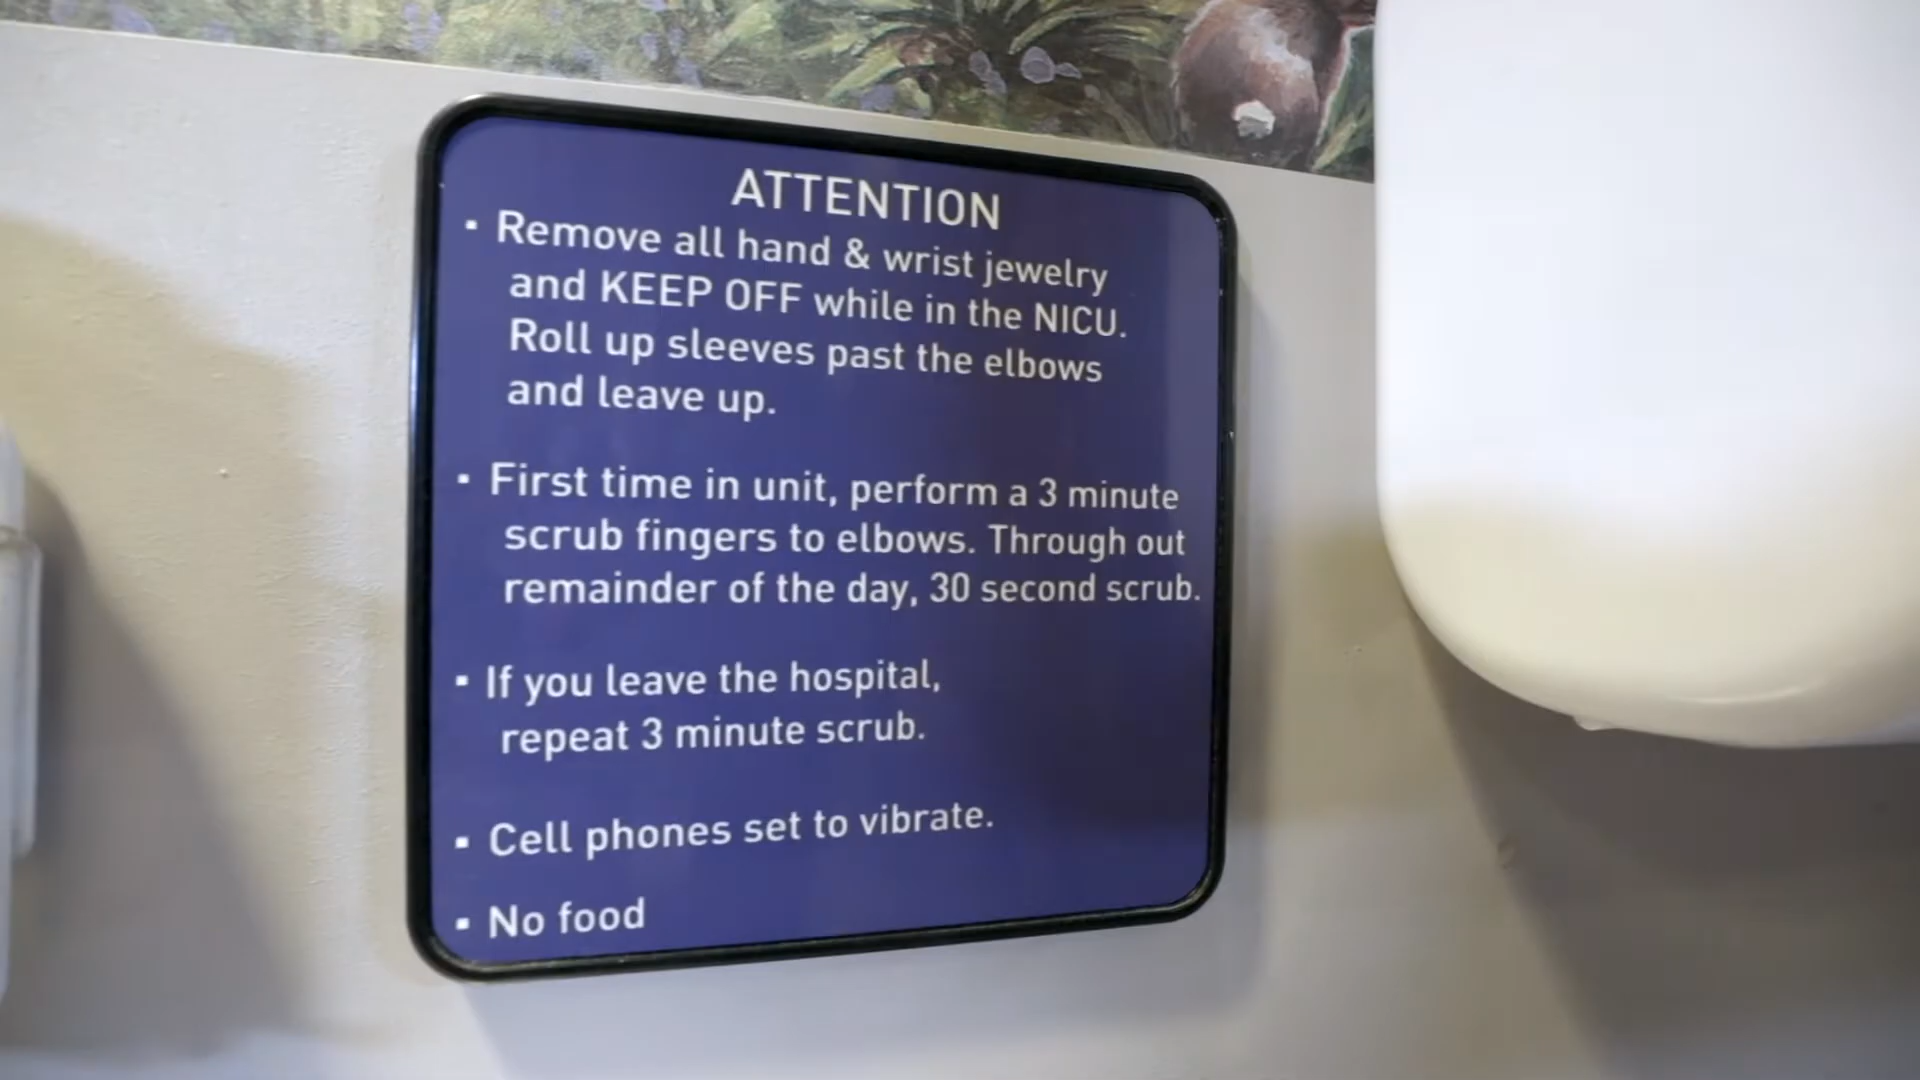 ATTENTION
▪ Remove all hand & wrist jewelry
and KEEP OFF while in the NICU.
Roll up sleeves past the elbows
and leave up.
▪ First time in unit, perform a 3 minute
scrub fingers to elbows. Through out
remainder of the day, 30 second scrub.
▪ If you leave the hospital,
repeat 3 minute scrub.
▪ Cell phones set to vibrate.
▪ No food